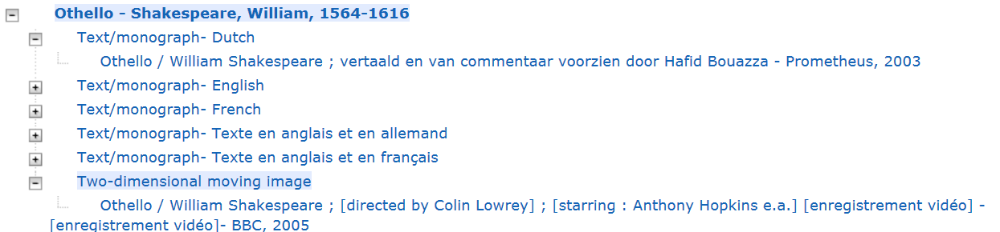 Othello - Shakespeare, William, 1564-1616
Text/monograph- Dutch
Othello / William Shakespeare ; vertaald en van commentaar voorzien door Hafid Bouazza - Prometheus, 2003
Text/monograph- English
Text/monograph- French
Text/monograph- Texte en anglais et en allemand
Text/monograph- Texte en anglais et en français
Two-dimensional moving image
Othello / William Shakespeare ; [directed by Colin Lowrey] ; [starring : Anthony Hopkins e.a.] [enregistrement vidéo] -
[enregistrement vidéo]- BBC, 2005